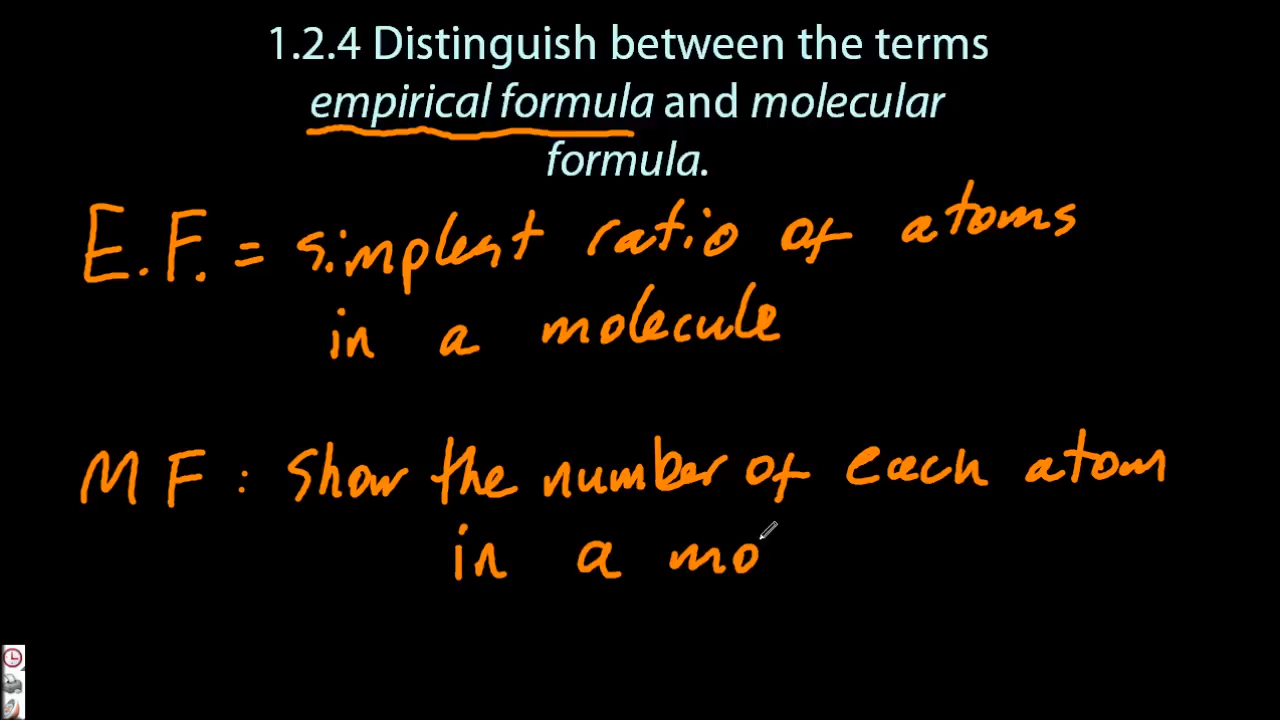 1.2.4 Distinguish between the terms
empirical formula and molecular
formula.
E.F. = simplest ratio of atoms
in a molecule
MF : Show the number of each atom
in a mo